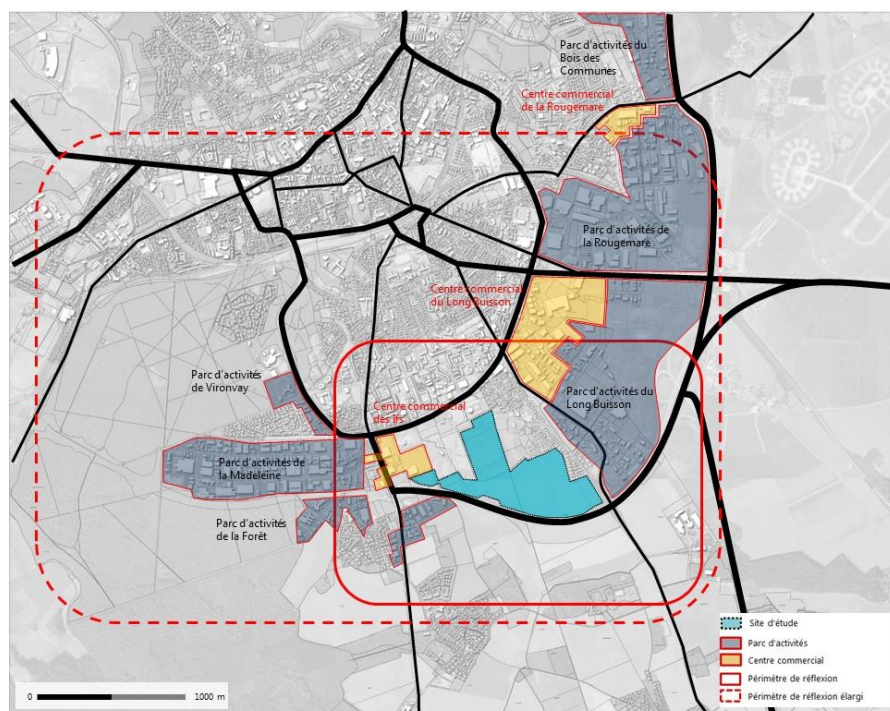 Parc d'activités du
Bois des
Communes
Centre commercial
de la Rougemare
Parc d'activités de
la Rougemare
Centre commercial
du Long Buisson
Parc d'activités
de Vironvay
Parc d'activités du
Long Buisson
Centre commercial
des Ifs
Parc d'activités de
la Madeleine
Parc d'activités
de la Forêt
Site d'étude
Parc d'activités
Centre commercial
Périmètre de réflexion
Périmètre de réflexion élargi
0 1000 m